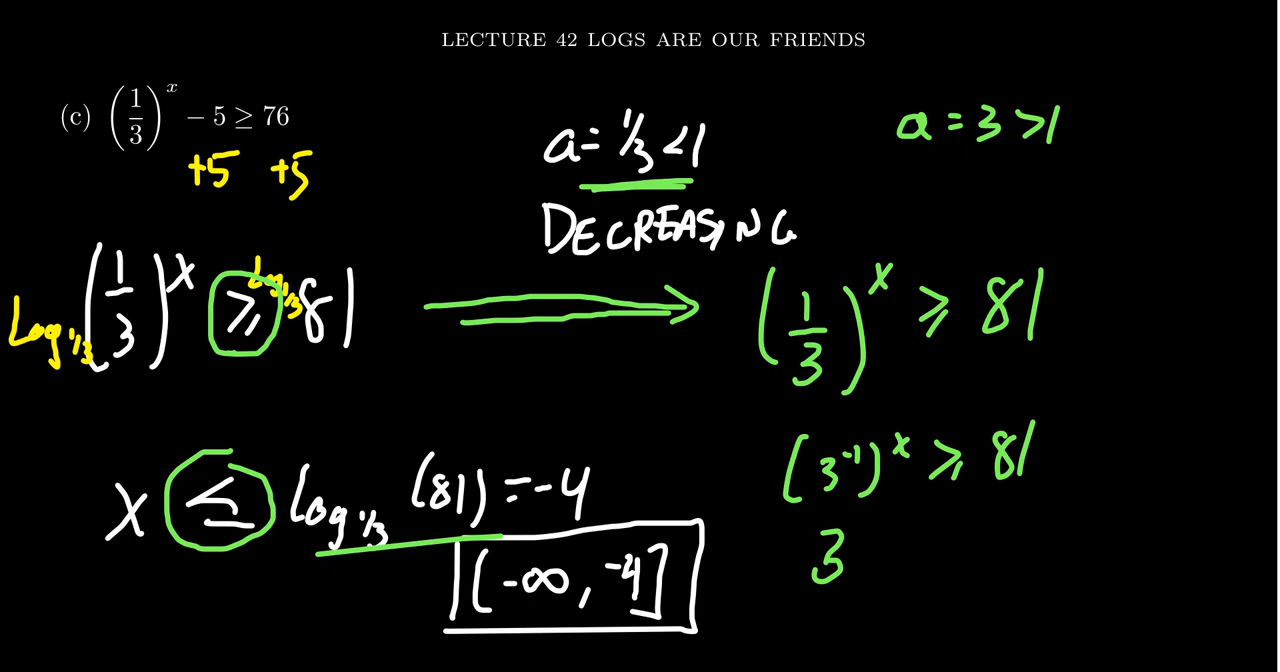 LECTURE 42 LOGS ARE OUR FRIENDS
(c) (1/3)^x − 5 ≥ 76
+5 +5
a = 1/3 < 1
a = 3 > 1
DECREASING
Log_1/3 (1/3)^x ≥ Log_1/3 81
(1/3)^x ≥ 81
(3^-1)^x ≥ 81
x ≤ Log_1/3 (81) = -4
3
(-∞, -4]